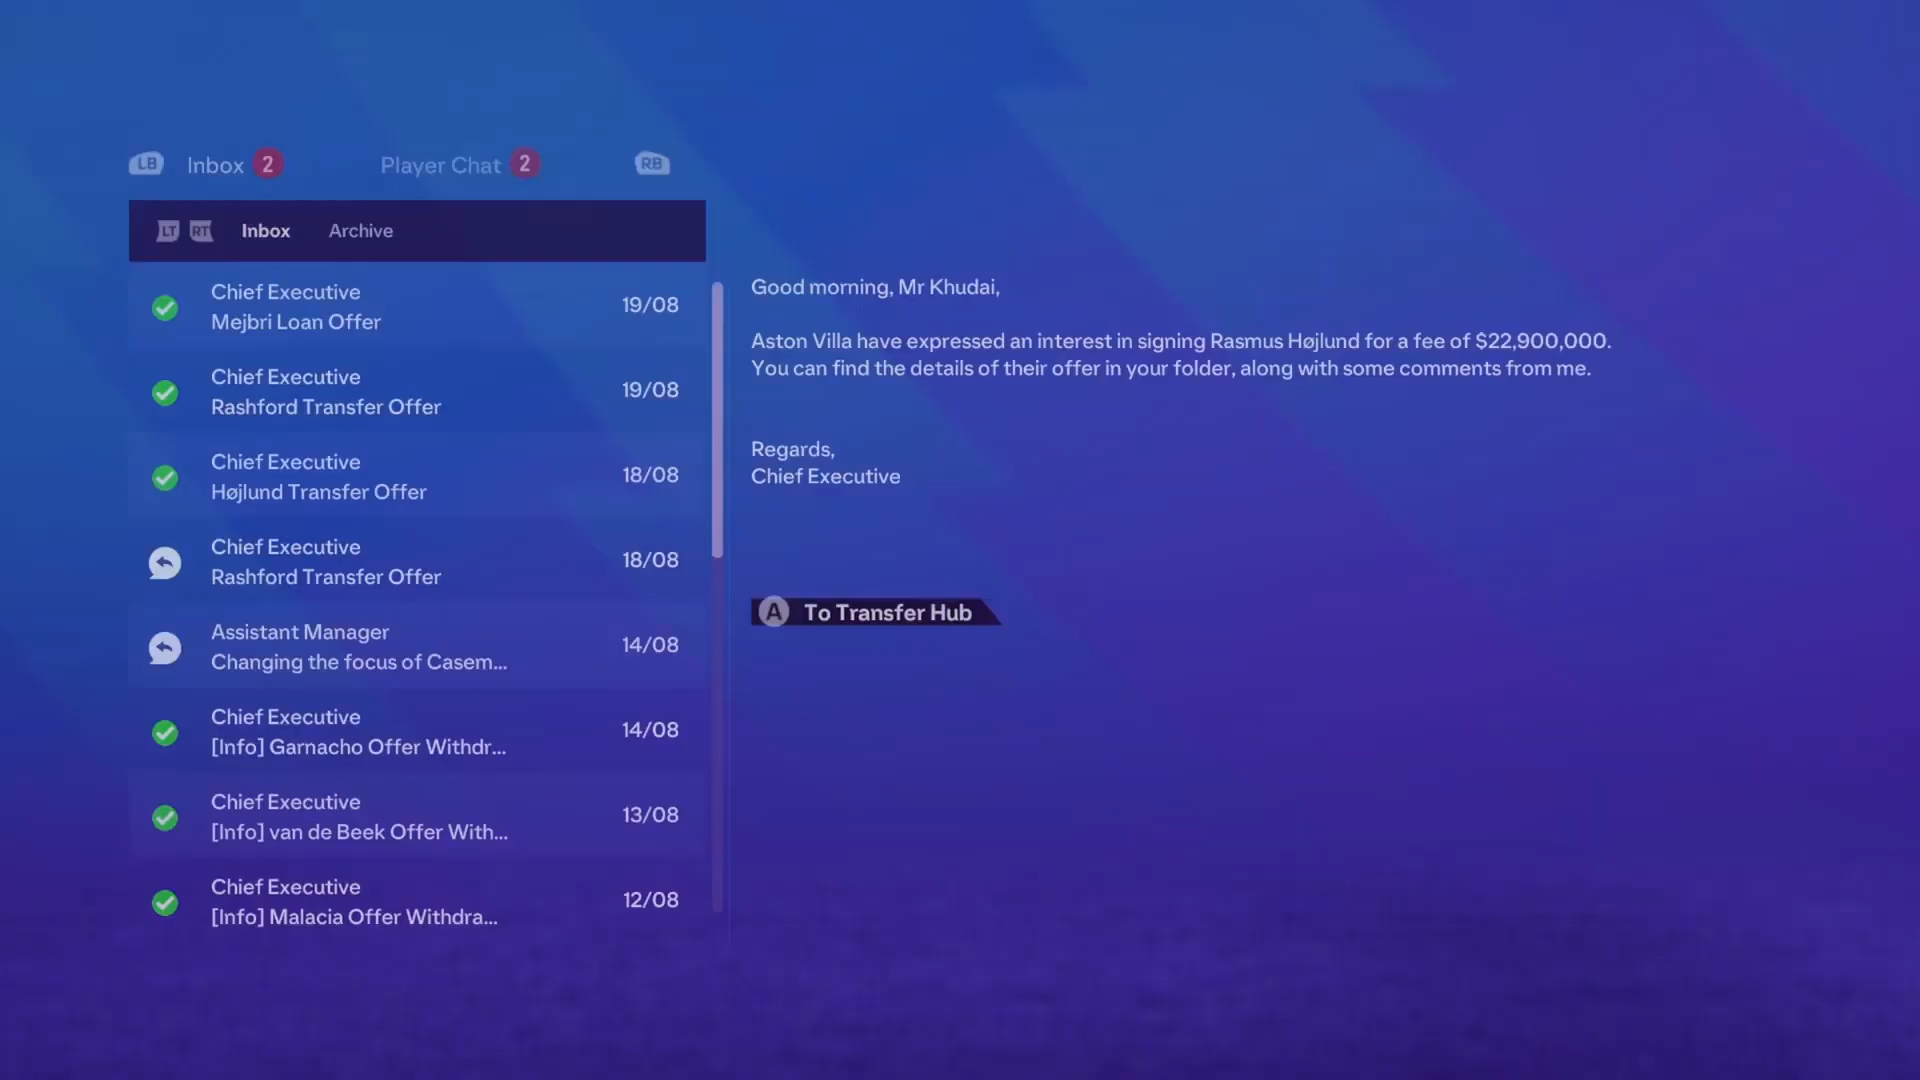 LB Inbox 2 Player Chat 2 RB
LT RT Inbox Archive
Chief Executive
Mejbri Loan Offer
19/08
Chief Executive
Rashford Transfer Offer
19/08
Chief Executive
Højlund Transfer Offer
18/08
Chief Executive
Rashford Transfer Offer
18/08
Assistant Manager
Changing the focus of Casem...
14/08
Chief Executive
[Info] Garnacho Offer Withdr...
14/08
Chief Executive
[Info] van de Beek Offer With...
13/08
Chief Executive
[Info] Malacia Offer Withdra...
12/08
Good morning, Mr Khudai,
Aston Villa have expressed an interest in signing Rasmus Højlund for a fee of $22,900,000.
You can find the details of their offer in your folder, along with some comments from me.
Regards,
Chief Executive
A To Transfer Hub